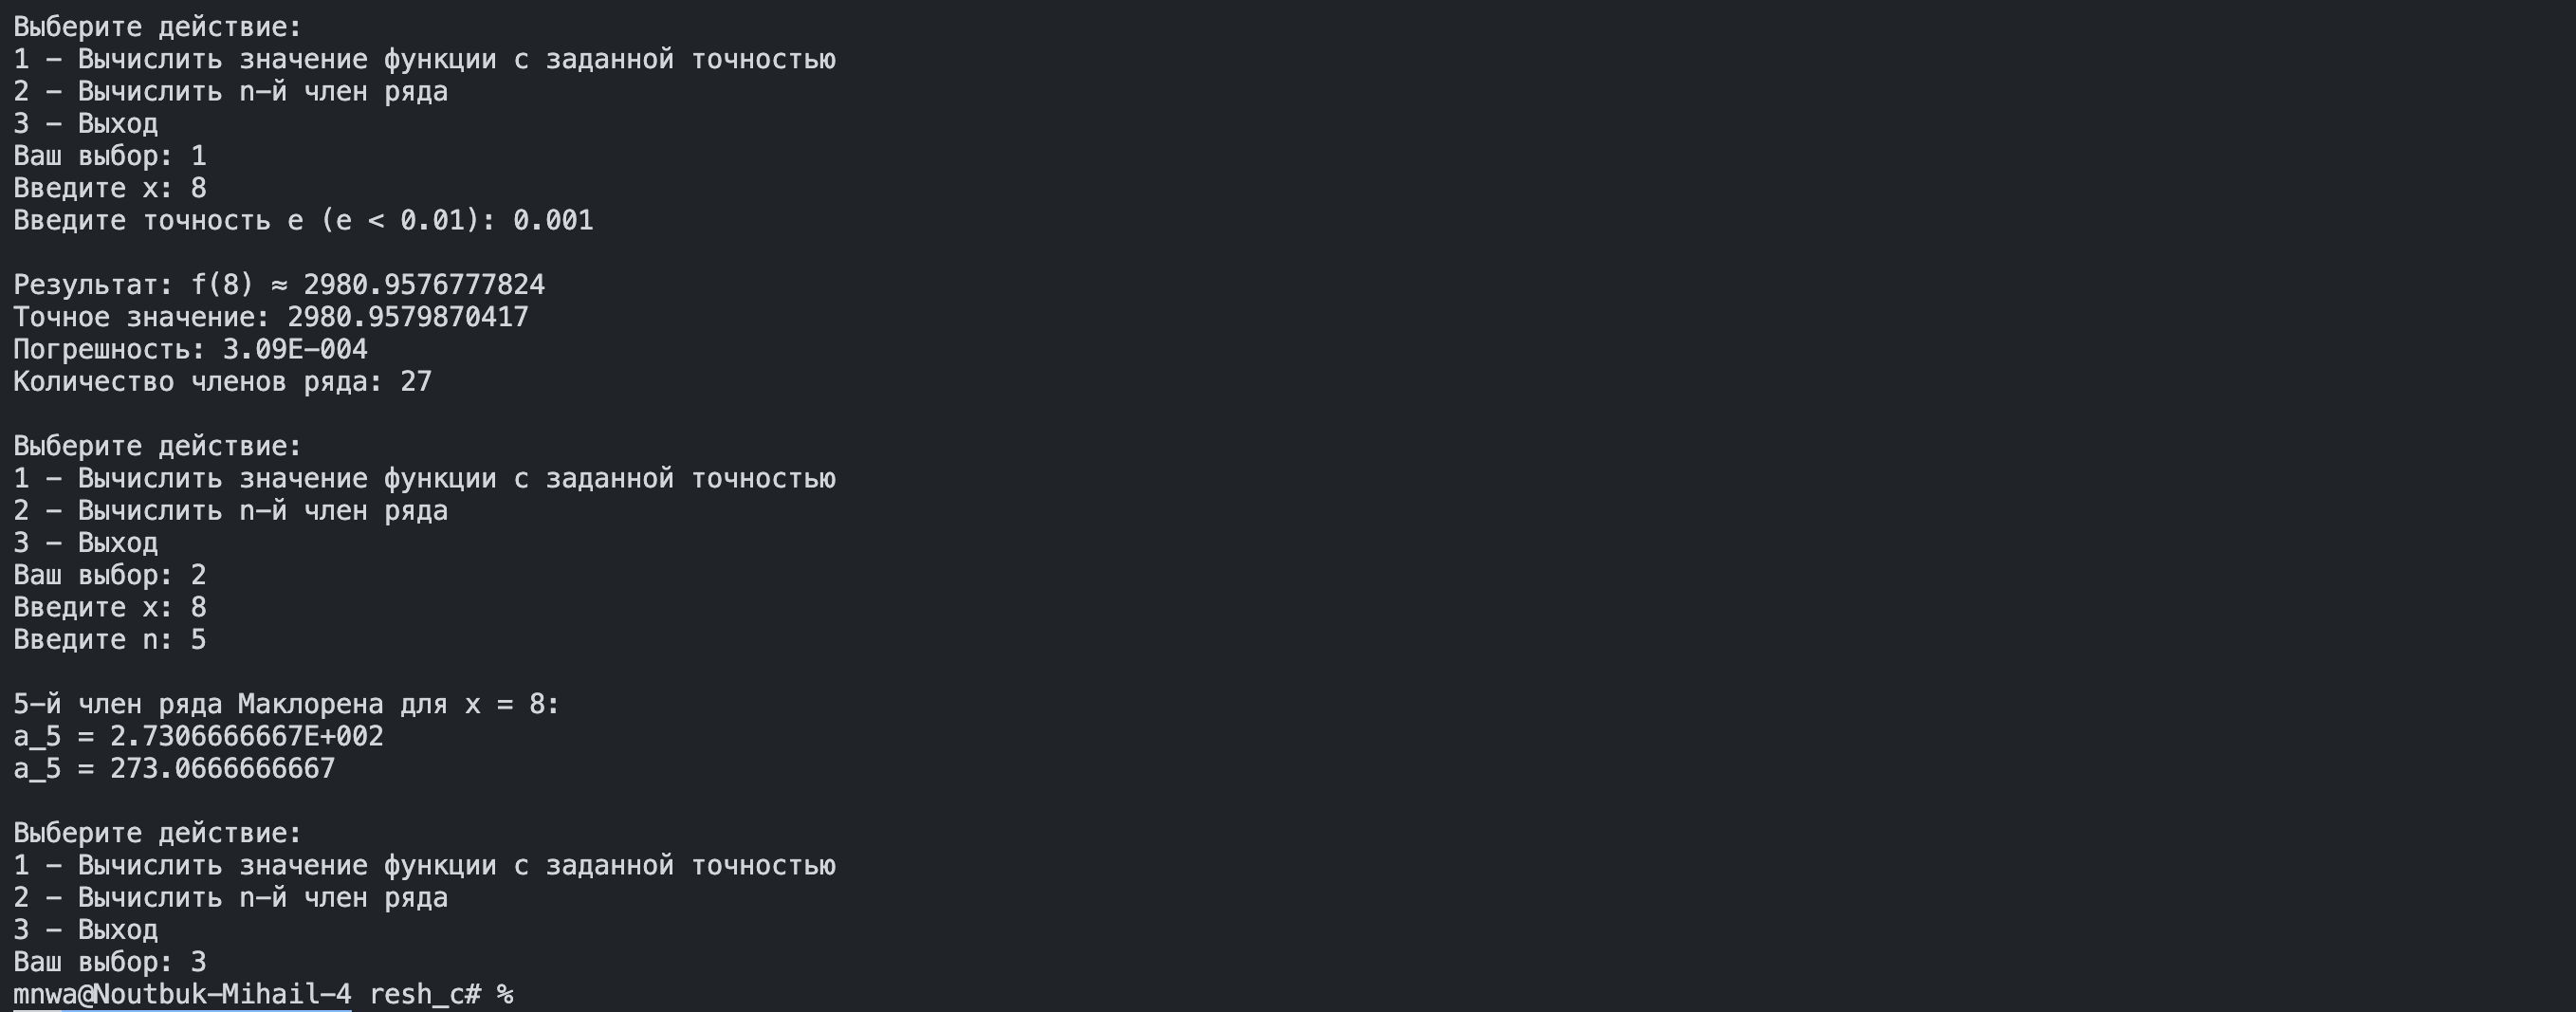 Выберите действие:
1 – Вычислить значение функции с заданной точностью
2 – Вычислить n–й член ряда
3 – Выход
Ваш выбор: 1
Введите x: 8
Введите точность e (e < 0.01): 0.001
Результат: f(8) ≈ 2980.9576777824
Точное значение: 2980.9579870417
Погрешность: 3.09E–004
Количество членов ряда: 27
Выберите действие:
1 – Вычислить значение функции с заданной точностью
2 – Вычислить n–й член ряда
3 – Выход
Ваш выбор: 2
Введите x: 8
Введите n: 5
5–й член ряда Маклорена для x = 8:
a_5 = 2.7306666667E+002
a_5 = 273.0666666667
Выберите действие:
1 – Вычислить значение функции с заданной точностью
2 – Вычислить n–й член ряда
3 – Выход
Ваш выбор: 3
mnwa@Noutbuk–Mihail–4 resh_c# %